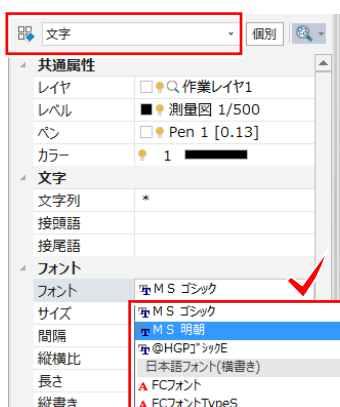 文字 個別
共通属性
レイヤ 作業レイヤ1
レベル 測量図 1/500
ペン Pen 1 [0.13]
カラー 1
文字
文字列 *
接頭語
接尾語
フォント
フォント ＭＳ ゴシック
サイズ ＭＳ ゴシック
間隔 ＭＳ 明朝
縦横比 @HGPｺﾞｼｯｸE
日本語フォント(横書き)
長さ FCフォント
縦書き FCフォントTypeS